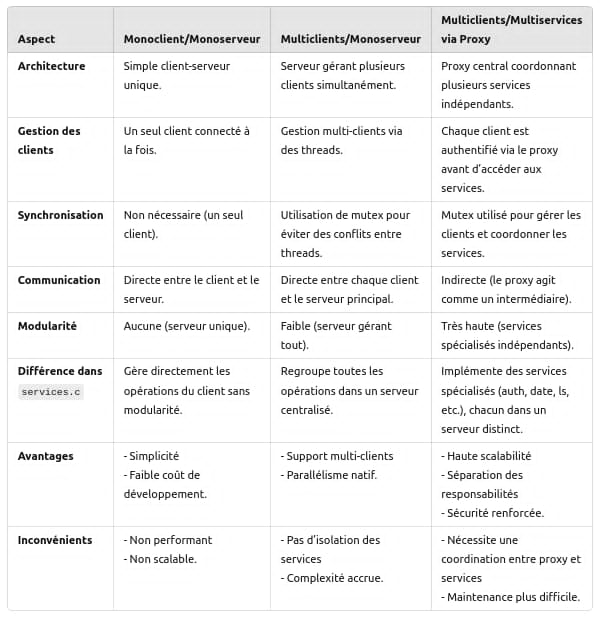 Aspect
Monoclient/Monoserveur
Multiclients/Monoserveur
Multiclients/Multiservices
via Proxy
Architecture
Simple client-serveur
unique.
Serveur gérant plusieurs
clients simultanément.
Proxy central coordonnant
plusieurs services
indépendants.
Gestion des
clients
Un seul client connecté à
la fois.
Gestion multi-clients via
des threads.
Chaque client est
authentifié via le proxy
avant d'accéder aux
services.
Synchronisation
Non nécessaire (un seul
client).
Utilisation de mutex pour
éviter des conflits entre
threads.
Mutex utilisé pour gérer les
clients et coordonner les
services.
Communication
Directe entre le client et le
serveur.
Directe entre chaque client
et le serveur principal.
Indirecte (le proxy agit
comme un intermédiaire).
Modularité
Aucune (serveur unique).
Faible (serveur gérant
tout).
Très haute (services
spécialisés indépendants).
Différence dans
services.c
Gère directement les
opérations du client sans
modularité.
Regroupe toutes les
opérations dans un serveur
centralisé.
Implémente des services
spécialisés (auth, date, ls,
etc.), chacun dans un
serveur distinct.
Avantages
- Simplicité
- Faible coût de
développement.
- Support multi-clients
- Parallélisme natif.
- Haute scalabilité
- Séparation des
responsabilités
- Sécurité renforcée.
Inconvénients
- Non performant
- Non scalable.
- Pas d'isolation des
services
- Complexité accrue.
- Nécessite une
coordination entre proxy et
services
- Maintenance plus difficile.